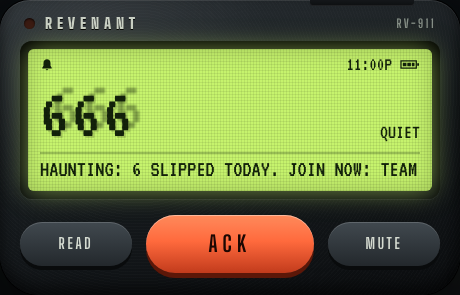 REVENANT
RV-911
11:00P
666
QUIET
HAUNTING: 6 SLIPPED TODAY. JOIN NOW: TEAM
READ
ACK
MUTE